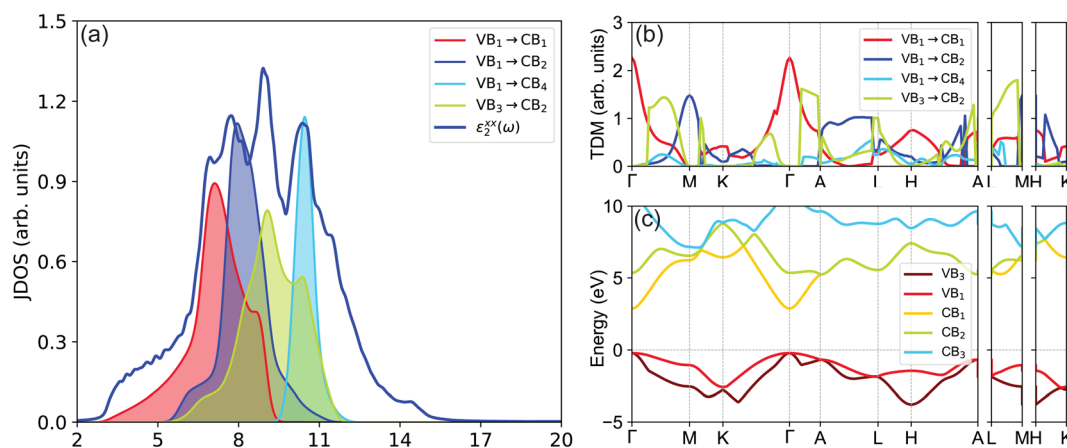 (a)
JDOS (arb. units)
1.5
1.2
0.9
0.6
0.3
0.0
2 5 8 11 14 17 20
VB₁→CB₁
VB₁→CB₂
VB₁→CB₄
VB₃→CB₂
ε₂ˣˣ(ω)
(b)
TDM (arb. units)
3
2
1
0
VB₁→CB₁
VB₁→CB₂
VB₁→CB₄
VB₃→CB₂
Γ M K Γ A L H A L M H K
(c)
Energy (eV)
10
5
0
−5
VB₃
VB₁
CB₁
CB₂
CB₃
Γ M K Γ A L H A L M H K